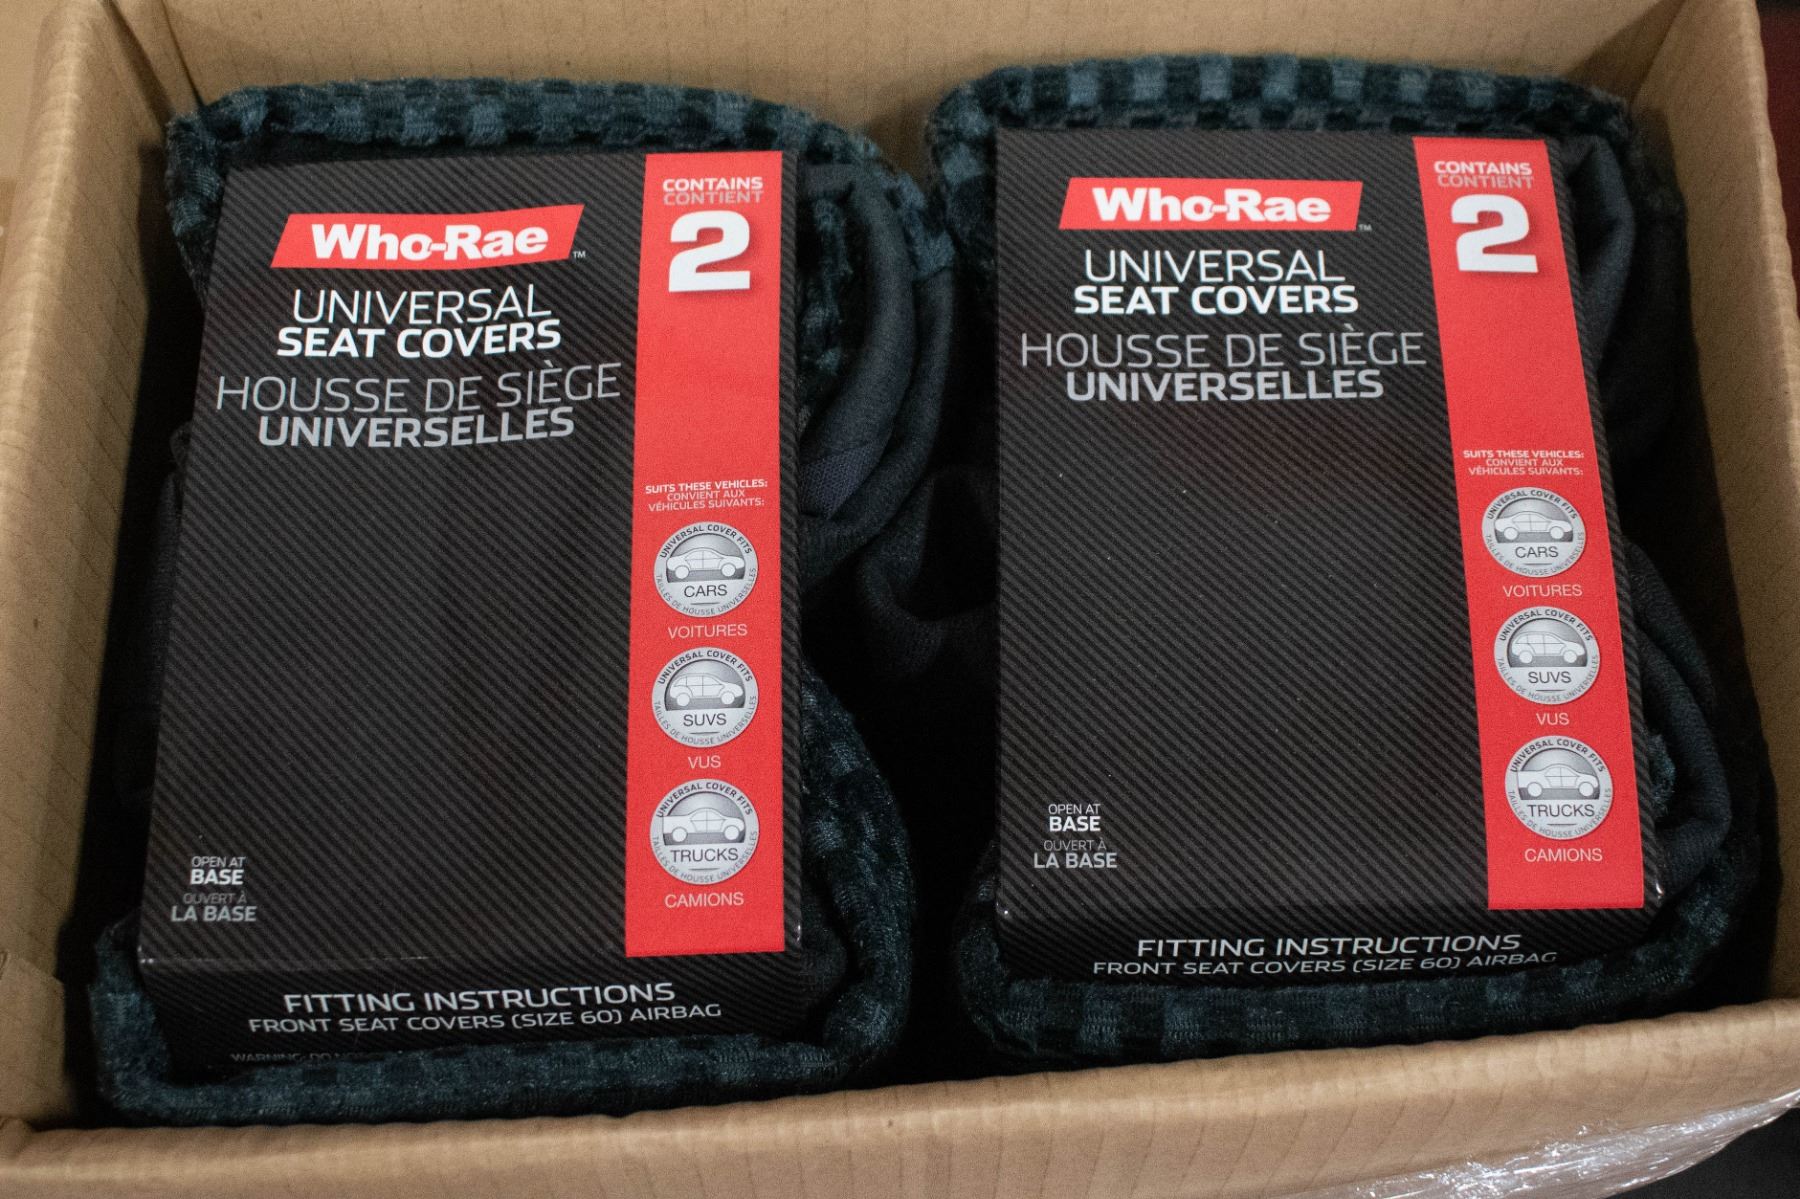 Who-Rae™
UNIVERSAL
SEAT COVERS
HOUSSE DE SIÈGE
UNIVERSELLES
CONTAINS
CONTIENT
2
SUITS THESE VEHICLES:
CONVIENT AUX
VÉHICULES SUIVANTS:
UNIVERSAL COVER FITS
CARS
TAILLES DE HOUSSE UNIVERSELLES
VOITURES
UNIVERSAL COVER FITS
SUVS
TAILLES DE HOUSSE UNIVERSELLES
VUS
UNIVERSAL COVER FITS
TRUCKS
TAILLES DE HOUSSE UNIVERSELLES
CAMIONS
OPEN AT
BASE
OUVERT À
LA BASE
FITTING INSTRUCTIONS
FRONT SEAT COVERS (SIZE 60) AIRBAG
WARNING: DO
Who-Rae™
UNIVERSAL
SEAT COVERS
HOUSSE DE SIÈGE
UNIVERSELLES
CONTAINS
CONTIENT
2
SUITS THESE VEHICLES:
CONVIENT AUX
VÉHICULES SUIVANTS:
UNIVERSAL COVER FITS
CARS
TAILLES DE HOUSSE UNIVERSELLES
VOITURES
UNIVERSAL COVER FITS
SUVS
TAILLES DE HOUSSE UNIVERSELLES
VUS
UNIVERSAL COVER FITS
TRUCKS
TAILLES DE HOUSSE UNIVERSELLES
CAMIONS
OPEN AT
BASE
OUVERT À
LA BASE
FITTING INSTRUCTIONS
FRONT SEAT COVERS (SIZE 60) AIRBAG